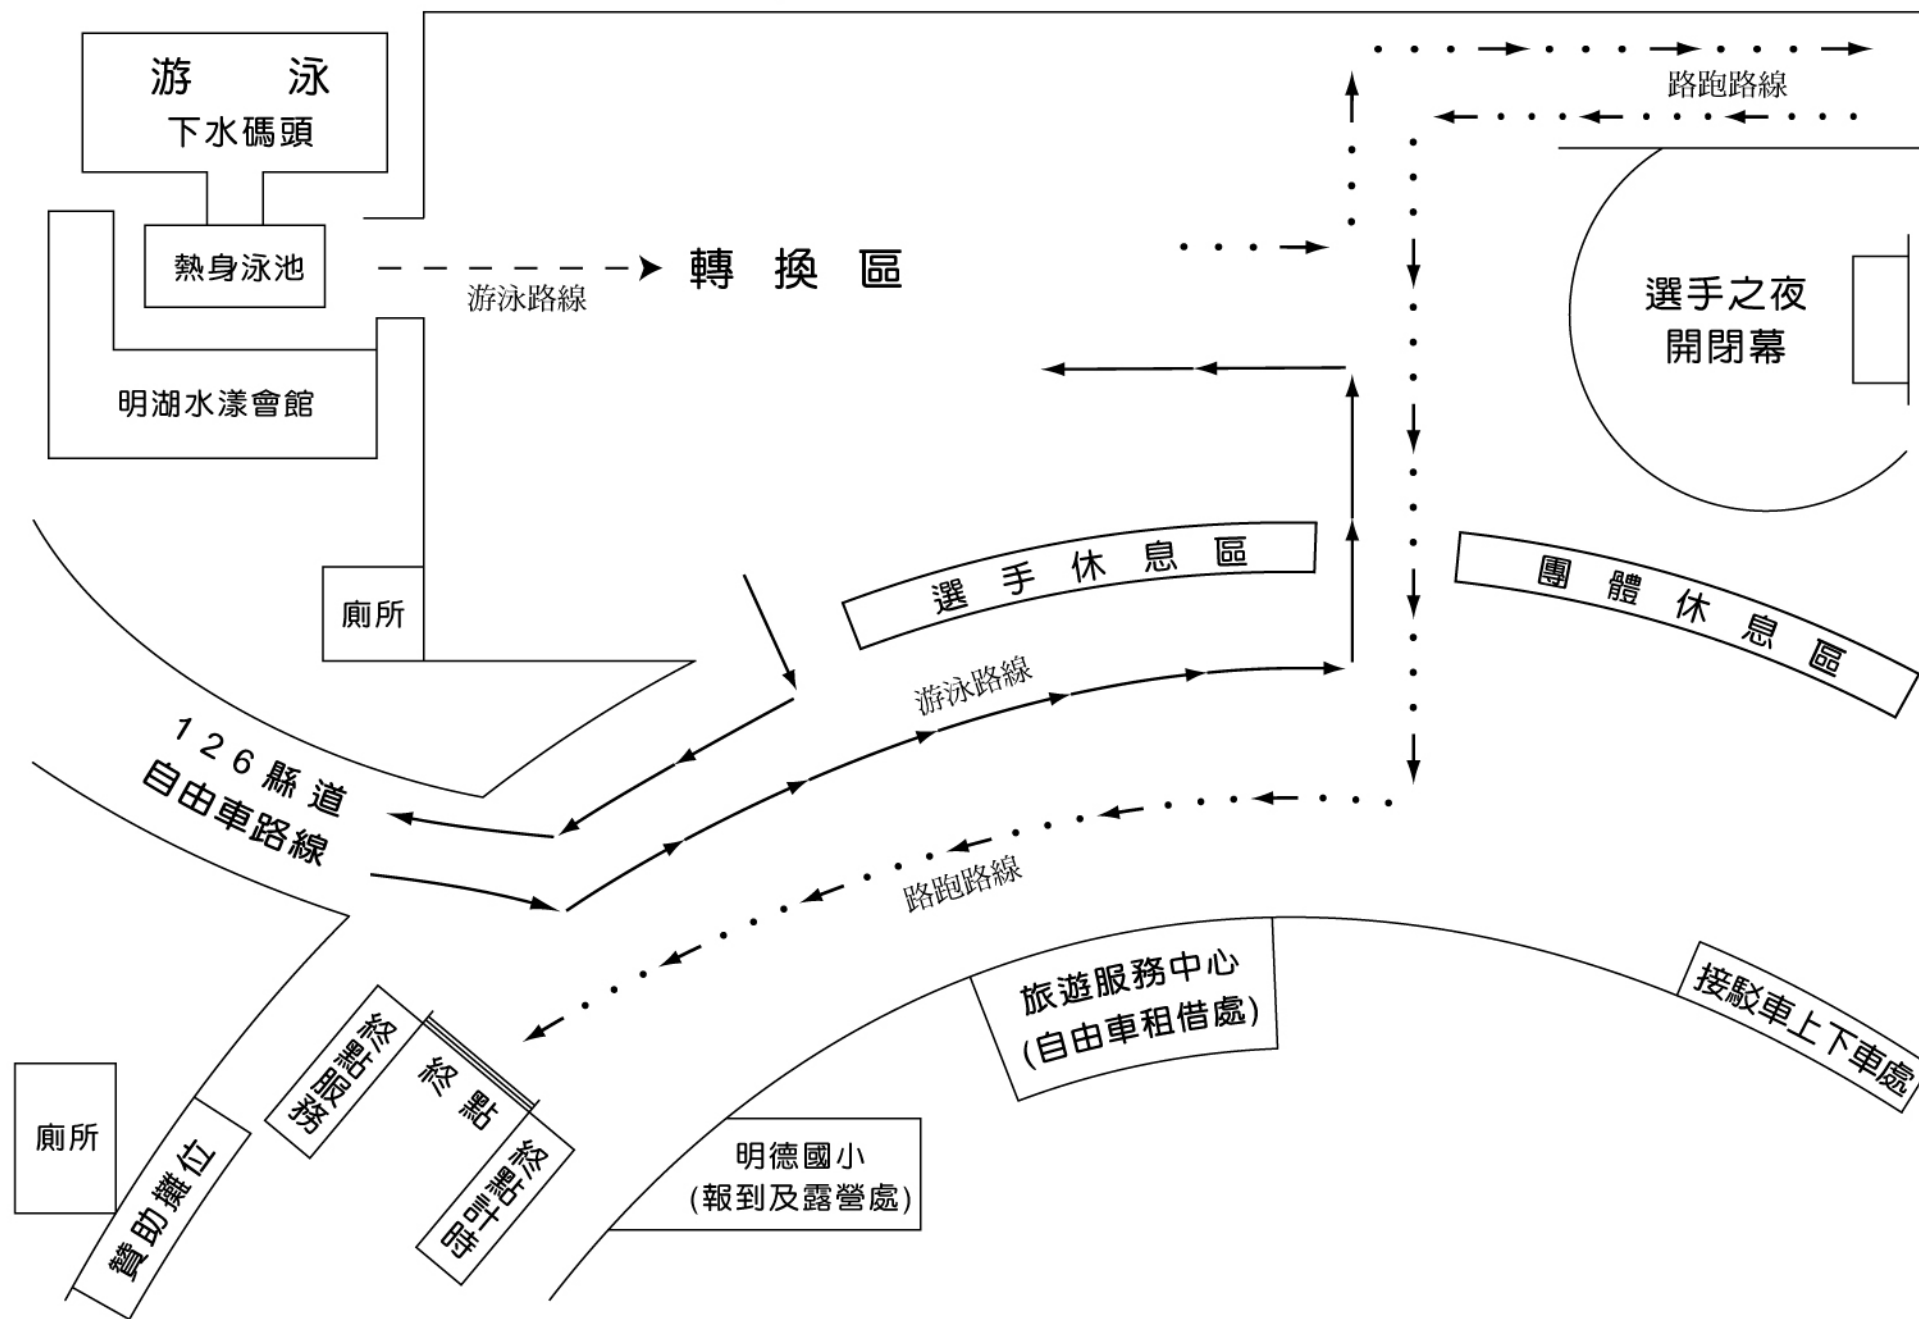 游 泳
下水碼頭
路跑路線
熱身泳池
游泳路線
轉換區
選手之夜
開閉幕
明湖水漾會館
選手休息區
團體休息區
廁所
游泳路線
126縣道
自由車路線
路跑路線
旅遊服務中心
(自由車租借處)
接駁車上下車處
終點服務
終點
終點計時
廁所
贊助攤位
明德國小
(報到及露營處)